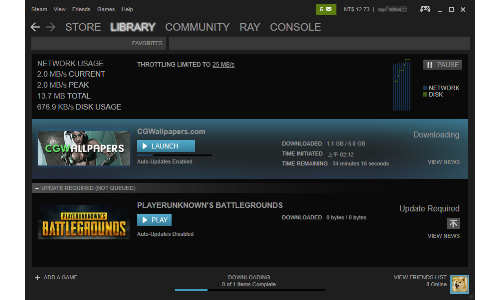 Steam View Friends Games Help
6 NT$ 12.73
STORE LIBRARY COMMUNITY RAY CONSOLE
FAVORITES
NETWORK USAGE
2.0 MB/s CURRENT
2.0 MB/s PEAK
13.7 MB TOTAL
676.9 KB/s DISK USAGE
THROTTLING LIMITED TO 25 MB/s
PAUSE
NETWORK
DISK
CGWALLPAPERS
CGWallpapers.com
LAUNCH
Auto-Updates Enabled
DOWNLOADED 1.1 GB / 5.0 GB
TIME INITIATED 上午 02:12
TIME REMAINING 34 minutes 16 seconds
Downloading
VIEW NEWS
UPDATE REQUIRED (NOT QUEUED)
PLAYERUNKNOWN'S BATTLEGROUNDS
PLAYERUNKNOWN'S BATTLEGROUNDS
PLAY
Auto-Updates Disabled
DOWNLOADED 0 bytes / 0 bytes
Update Required
VIEW NEWS
+ ADD A GAME
DOWNLOADING
0 of 1 Items Complete
VIEW FRIENDS LIST
8 Online